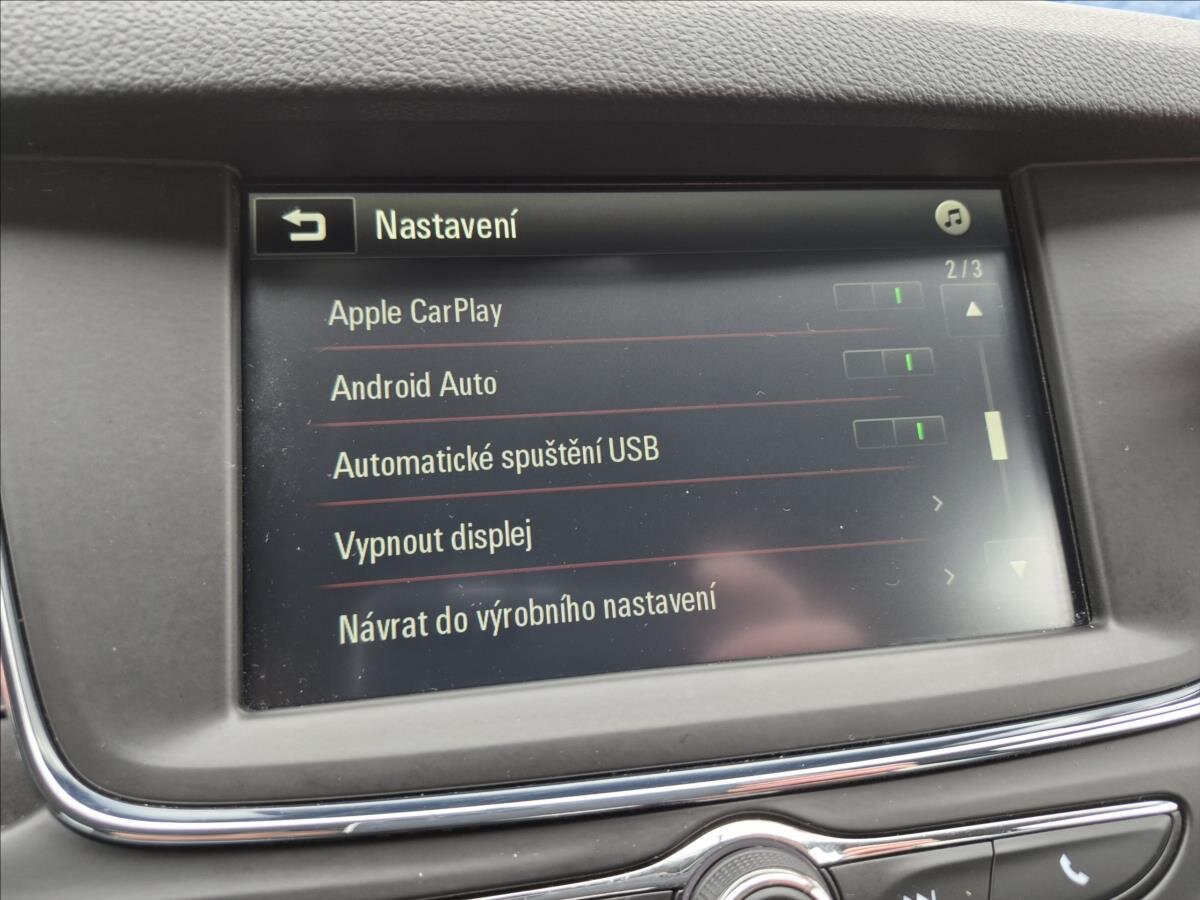 Nastavení
2/3
Apple CarPlay
Android Auto
Automatické spuštění USB
Vypnout displej
Návrat do výrobního nastavení